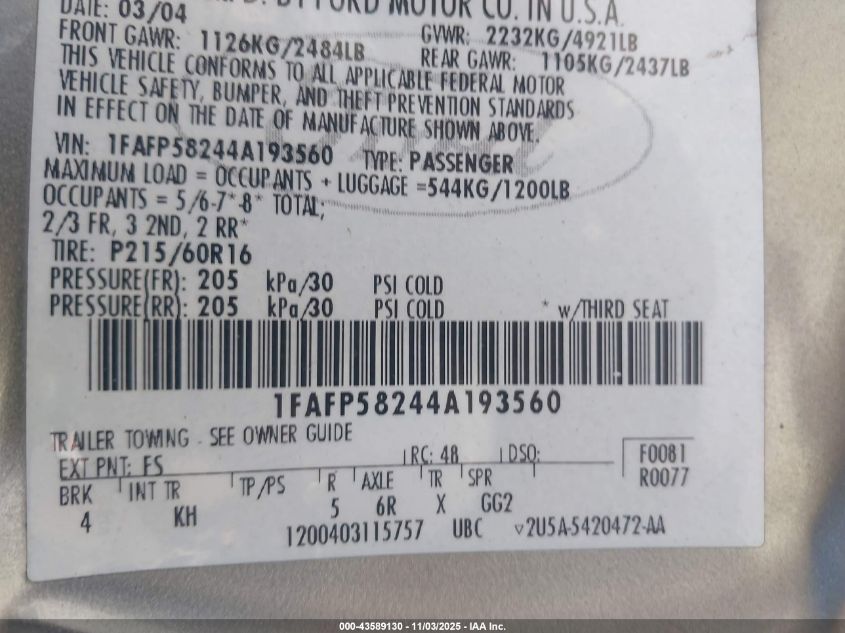 MFD. BY FORD MOTOR CO. IN U.S.A.
DATE: 03/04
FRONT GAWR: 1126KG/2484LB GVWR: 2232KG/4921LB
REAR GAWR: 1105KG/2437LB
THIS VEHICLE CONFORMS TO ALL APPLICABLE FEDERAL MOTOR
VEHICLE SAFETY, BUMPER, AND THEFT PREVENTION STANDARDS
IN EFFECT ON THE DATE OF MANUFACTURE SHOWN ABOVE.
VIN: 1FAFP58244A193560 TYPE: PASSENGER
MAXIMUM LOAD = OCCUPANTS + LUGGAGE =544KG/1200LB
OCCUPANTS = 5/6-7*-8* TOTAL;
2/3 FR, 3 2ND, 2 RR*
TIRE: P215/60R16
PRESSURE(FR): 205 kPa/30 PSI COLD
PRESSURE(RR): 205 kPa/30 PSI COLD * w/THIRD SEAT
1FAFP58244A193560
TRAILER TOWING - SEE OWNER GUIDE
EXT PNT: FS RC: 48 DSO: F0081
R0077
BRK INT TR TP/PS R AXLE TR SPR
4 KH 5 6R X GG2
1200403115757 UBC v2U5A-5420472-AA
000-43589130 - 11/03/2025 - IAA Inc.